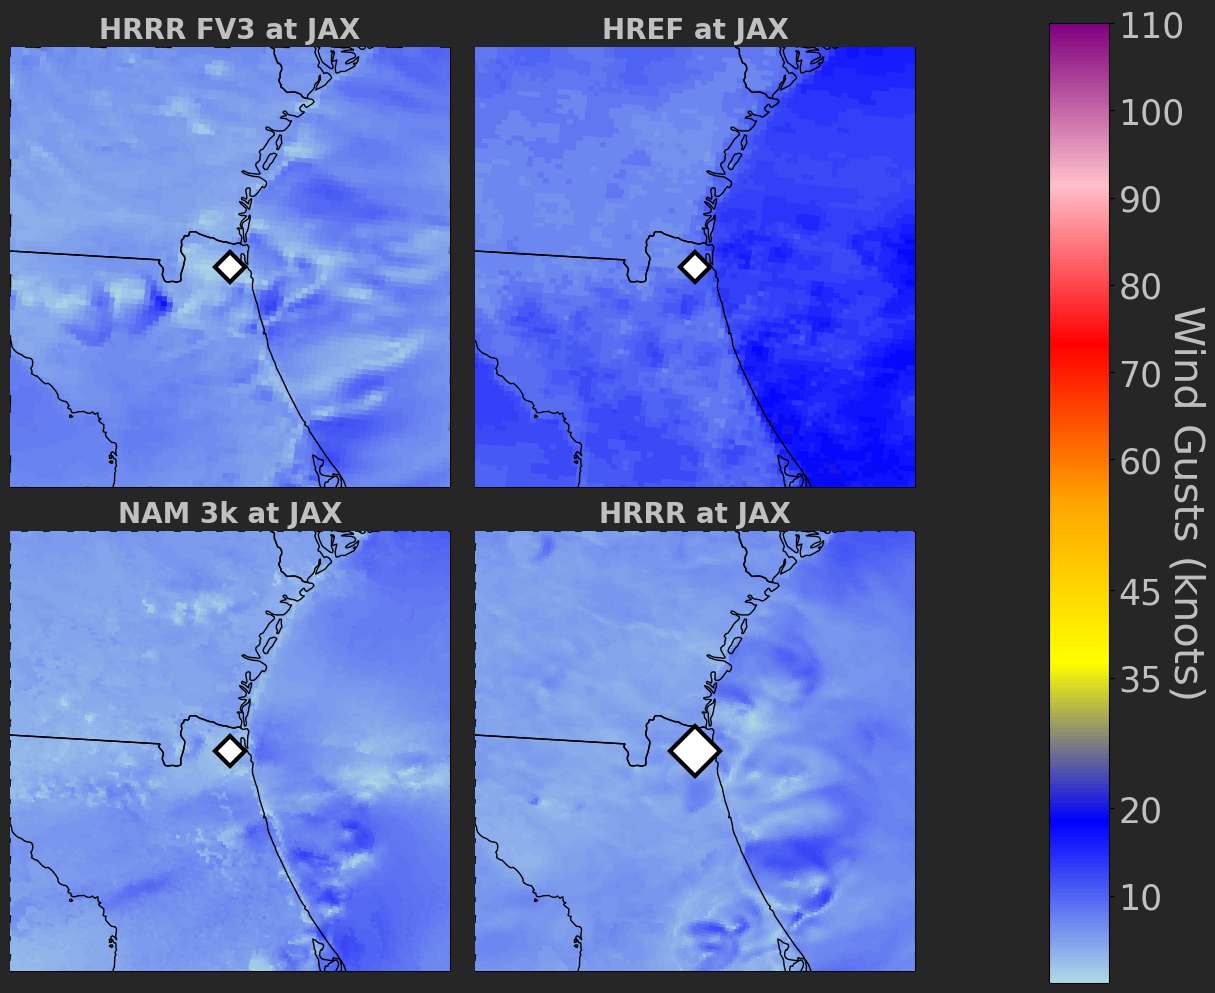 HRRR FV3 at JAX
HREF at JAX
NAM 3k at JAX
HRRR at JAX
110
100
90
80
70
60
45
35
20
10
Wind Gusts (knots)